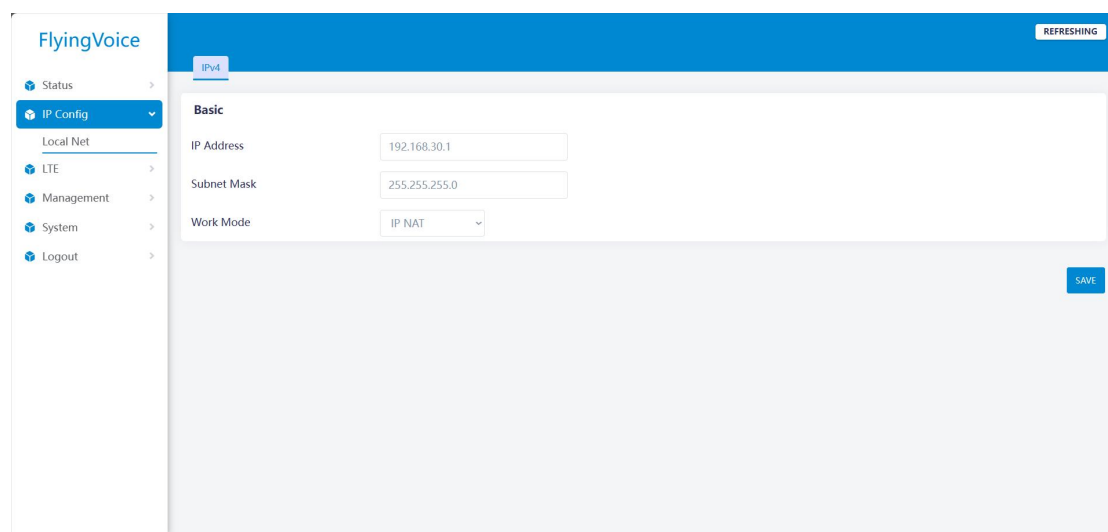 FlyingVoice
REFRESHING
IPv4
Status
IP Config
Local Net
LTE
Management
System
Logout
Basic
IP Address
192.168.30.1
Subnet Mask
255.255.255.0
Work Mode
IP NAT
SAVE